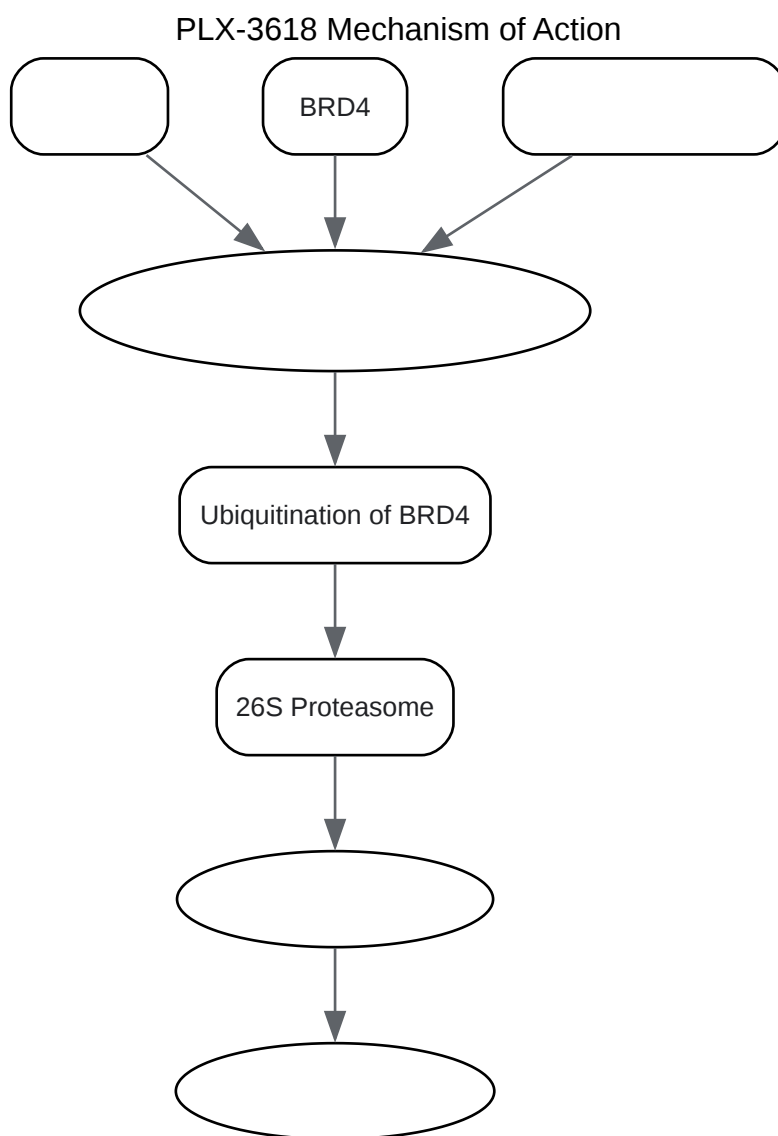 PLX-3618 Mechanism of Action
BRD4
Ubiquitination of BRD4
26S Proteasome